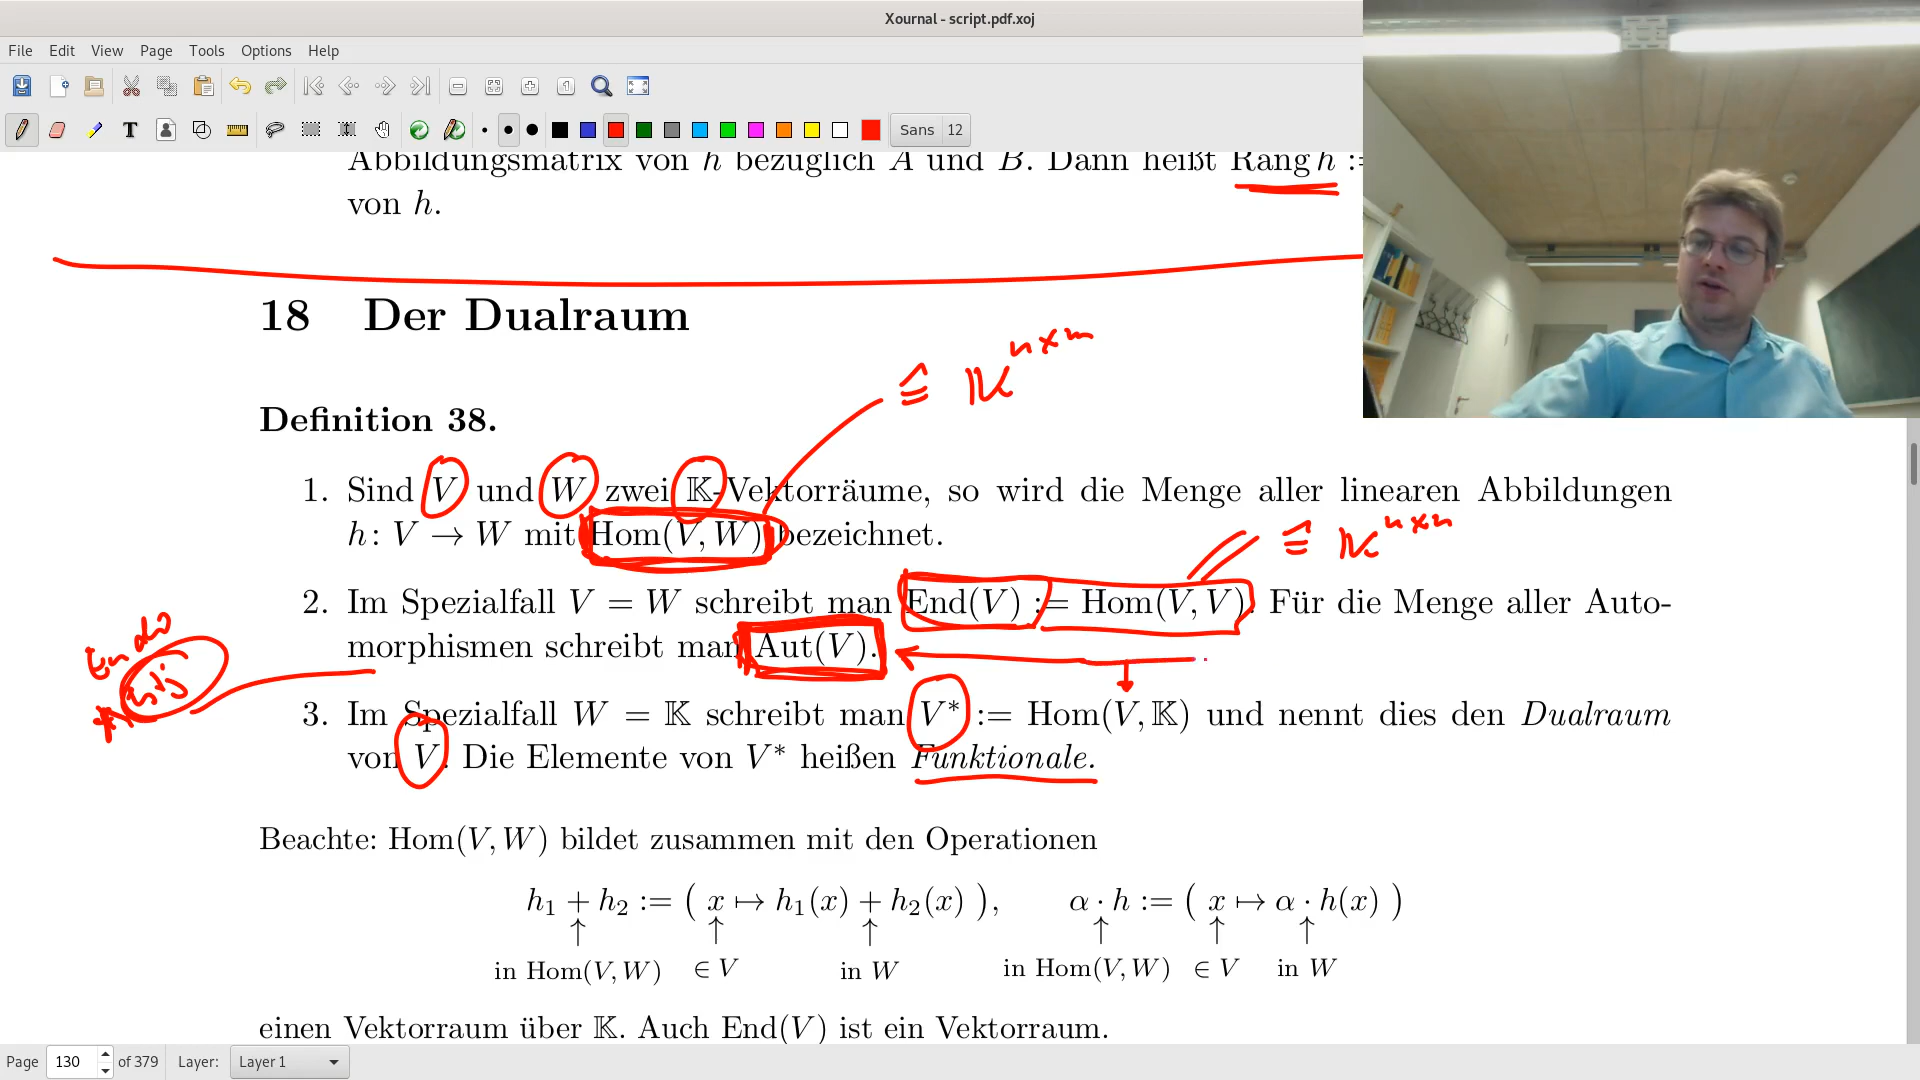 Xournal - script.pdf.xoj
File Edit View Page Tools Options Help
Sans 12
Abbildungsmatrix von h bezüglich A und B. Dann heißt Rang h :=
von h.
18 Der Dualraum
≙ 𝕂^{n×m}
Definition 38.
1. Sind V und W zwei 𝕂-Vektorräume, so wird die Menge aller linearen Abbildungen
h: V → W mit Hom(V, W) bezeichnet.
≙ 𝕂^{n×n}
2. Im Spezialfall V = W schreibt man End(V) := Hom(V, V). Für die Menge aller Auto-
morphismen schreibt man Aut(V).
Endo
bij
3. Im Spezialfall W = 𝕂 schreibt man V* := Hom(V, 𝕂) und nennt dies den Dualraum
von V. Die Elemente von V* heißen Funktionale.
Beachte: Hom(V, W) bildet zusammen mit den Operationen
h₁ + h₂ := ( x ↦ h₁(x) + h₂(x) ), α · h := ( x ↦ α · h(x) )
↑ ↑ ↑ ↑ ↑ ↑
in Hom(V, W) ∈ V in W in Hom(V, W) ∈ V in W
einen Vektorraum über 𝕂. Auch End(V) ist ein Vektorraum.
Page 130 of 379 Layer: Layer 1